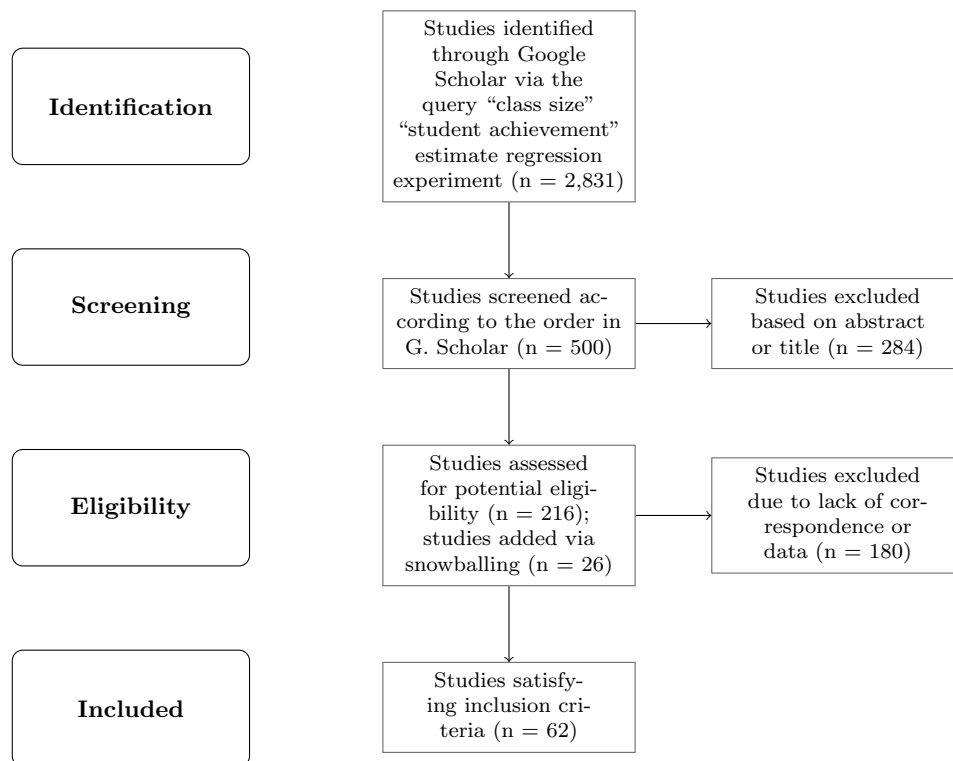 Identification
Studies identified
through Google
Scholar via the
query “class size”
“student achievement”
estimate regression
experiment (n = 2,831)
Screening
Studies screened ac-
cording to the order in
G. Scholar (n = 500)
Studies excluded
based on abstract
or title (n = 284)
Eligibility
Studies assessed
for potential eligi-
bility (n = 216);
studies added via
snowballing (n = 26)
Studies excluded
due to lack of cor-
respondence or
data (n = 180)
Included
Studies satisfy-
ing inclusion cri-
teria (n = 62)